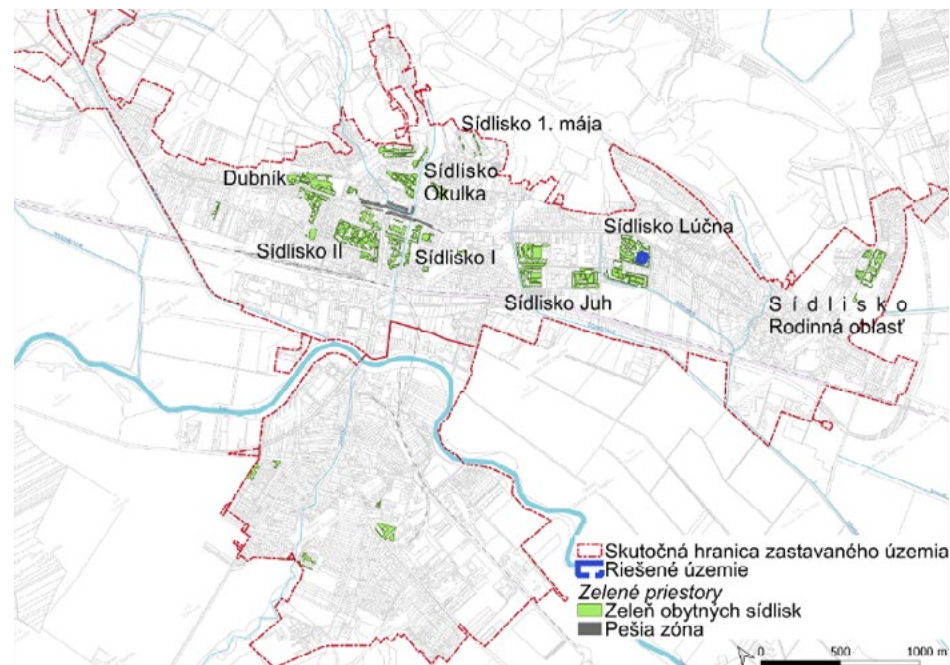 Sídlisko 1. mája
Dubník
Sídlisko
Okulka
Sídlisko II
Sídlisko I
Sídlisko Lúčna
Sídlisko Juh
Sídlisko
Rodinná oblasť
Skutočná hranica zastavaného územia
Riešené územie
Zelené priestory
Zeleň obytných sídlisk
Pešia zóna
0 500 1000 m